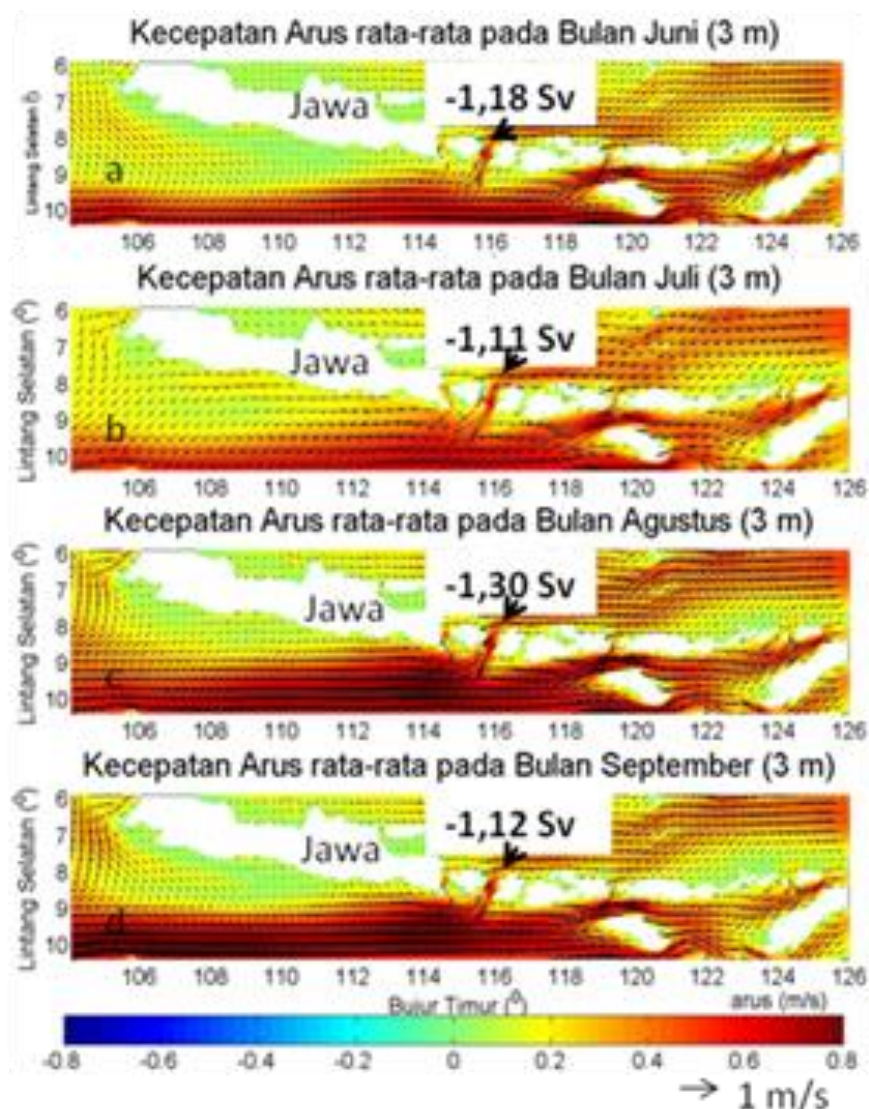 Kecepatan Arus rata-rata pada Bulan Juni (3 m)
-1,18 Sv
Jawa
a
Lintang Selatan (°)
6
7
8
9
10
106 108 110 112 114 116 118 120 122 124 126
Kecepatan Arus rata-rata pada Bulan Juli (3 m)
-1,11 Sv
Jawa
b
Lintang Selatan (⁰)
6
7
8
9
10
106 108 110 112 114 116 118 120 122 124 126
Kecepatan Arus rata-rata pada Bulan Agustus (3 m)
-1,30 Sv
Jawa
c
Lintang Selatan (⁰)
6
7
8
9
10
106 108 110 112 114 116 118 120 122 124 126
Kecepatan Arus rata-rata pada Bulan September (3 m)
-1,12 Sv
Jawa
d
Lintang Selatan (⁰)
6
7
8
9
10
106 108 110 112 114 116 118 120 122 124 126
Bujur Timur (⁰)
arus (m/s)
-0.8 -0.6 -0.4 -0.2 0 0.2 0.4 0.6 0.8
→ 1 m/s